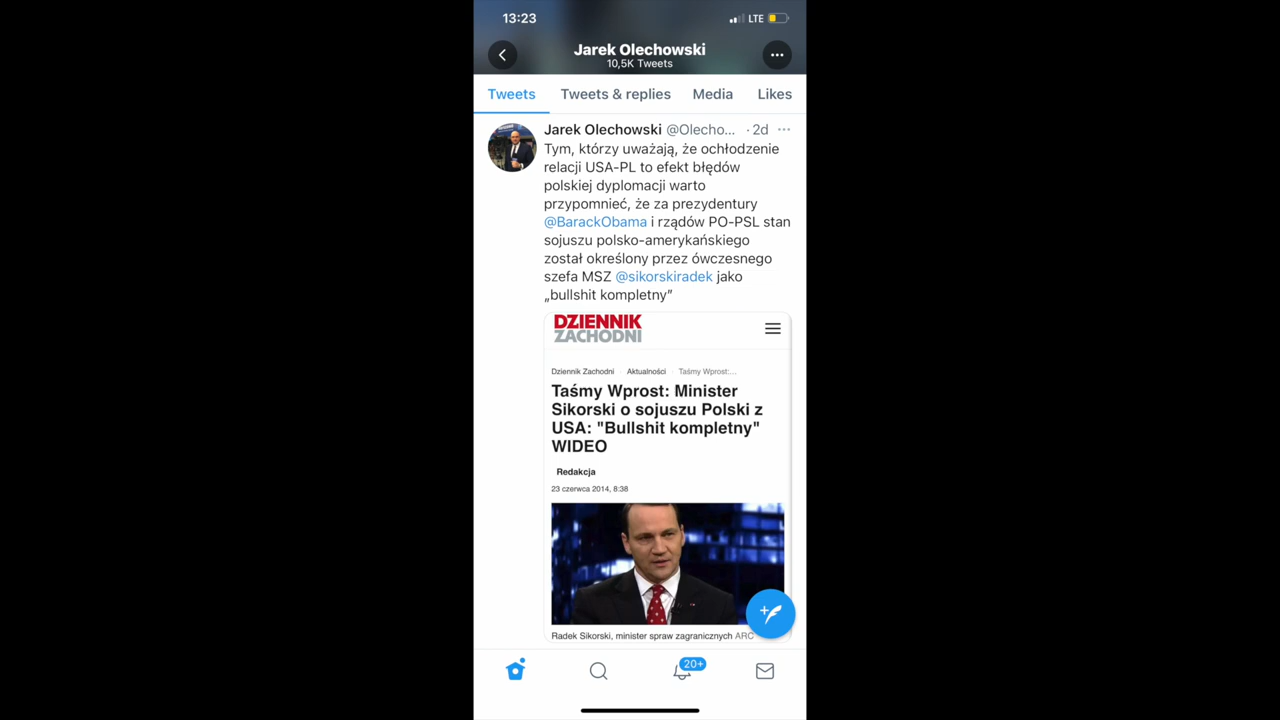 13:23
LTE
Jarek Olechowski
10,5K Tweets
Tweets
Tweets & replies
Media
Likes
Jarek Olechowski @Olecho... · 2d
Tym, którzy uważają, że ochłodzenie
relacji USA-PL to efekt błędów
polskiej dyplomacji warto
przypomnieć, że za prezydentury
@BarackObama i rządów PO-PSL stan
sojuszu polsko-amerykańskiego
został określony przez ówczesnego
szefa MSZ @sikorskiradek jako
„bullshit kompletny”
DZIENNIK
ZACHODNI
Dziennik Zachodni
Aktualności
Taśmy Wprost:...
Taśmy Wprost: Minister
Sikorski o sojuszu Polski z
USA: "Bullshit kompletny"
WIDEO
Redakcja
23 czerwca 2014, 8:38
Radek Sikorski, minister spraw zagranicznych ARC
20+